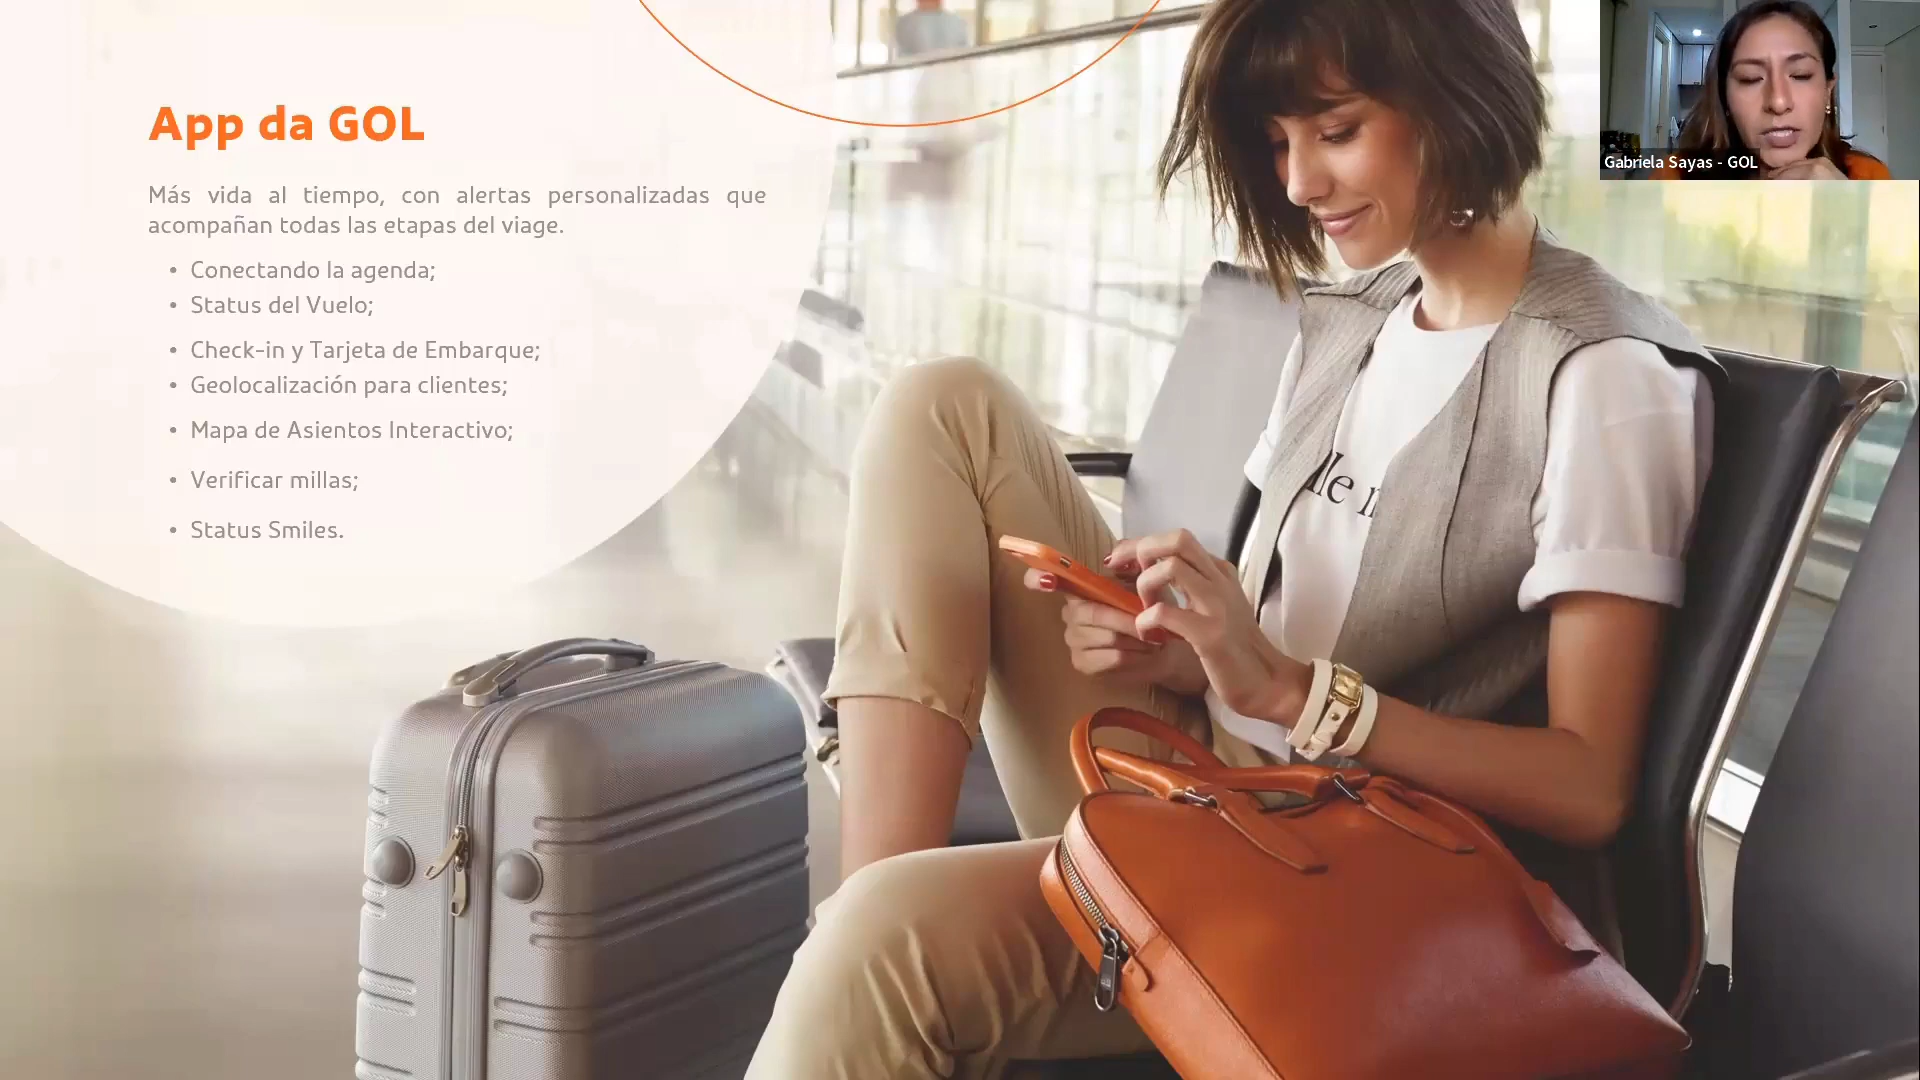 App da GOL
Más vida al tiempo, con alertas personalizadas que
acompañan todas las etapas del viage.
• Conectando la agenda;
• Status del Vuelo;
• Check-in y Tarjeta de Embarque;
• Geolocalización para clientes;
• Mapa de Asientos Interactivo;
• Verificar millas;
• Status Smiles.
Gabriela Sayas - GOL